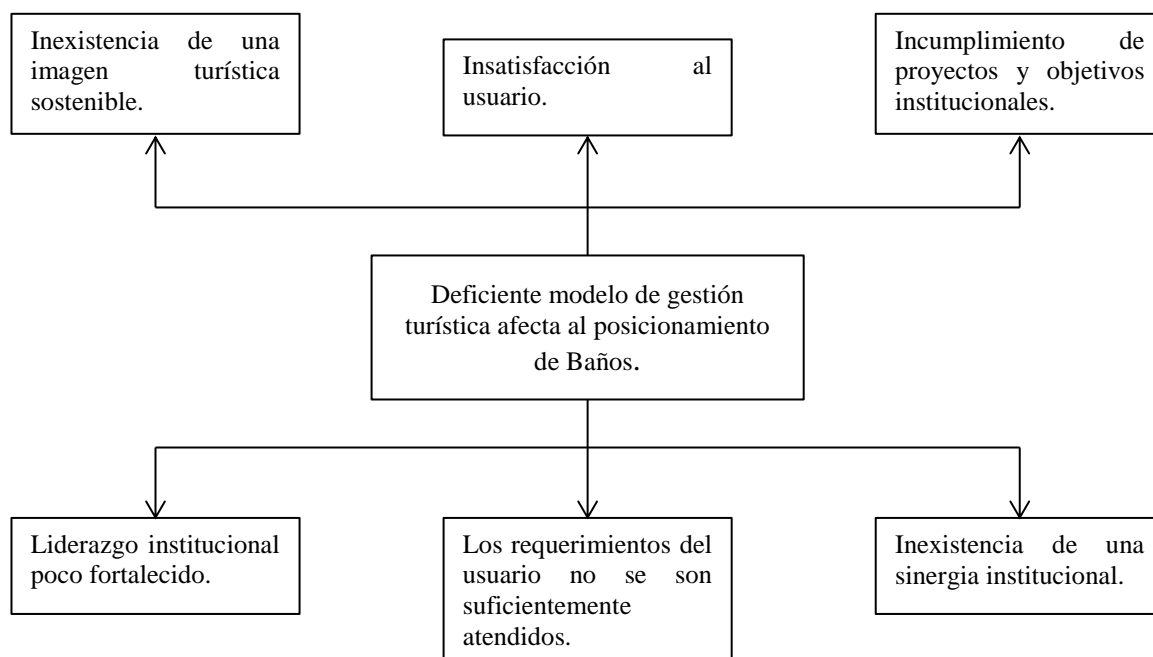 Inexistencia de una
imagen turística
sostenible.
Insatisfacción al
usuario.
Incumplimiento de
proyectos y objetivos
institucionales.
Deficiente modelo de gestión
turística afecta al posicionamiento
de Baños.
Liderazgo institucional
poco fortalecido.
Los requerimientos del
usuario no se son
suficientemente
atendidos.
Inexistencia de una
sinergia institucional.